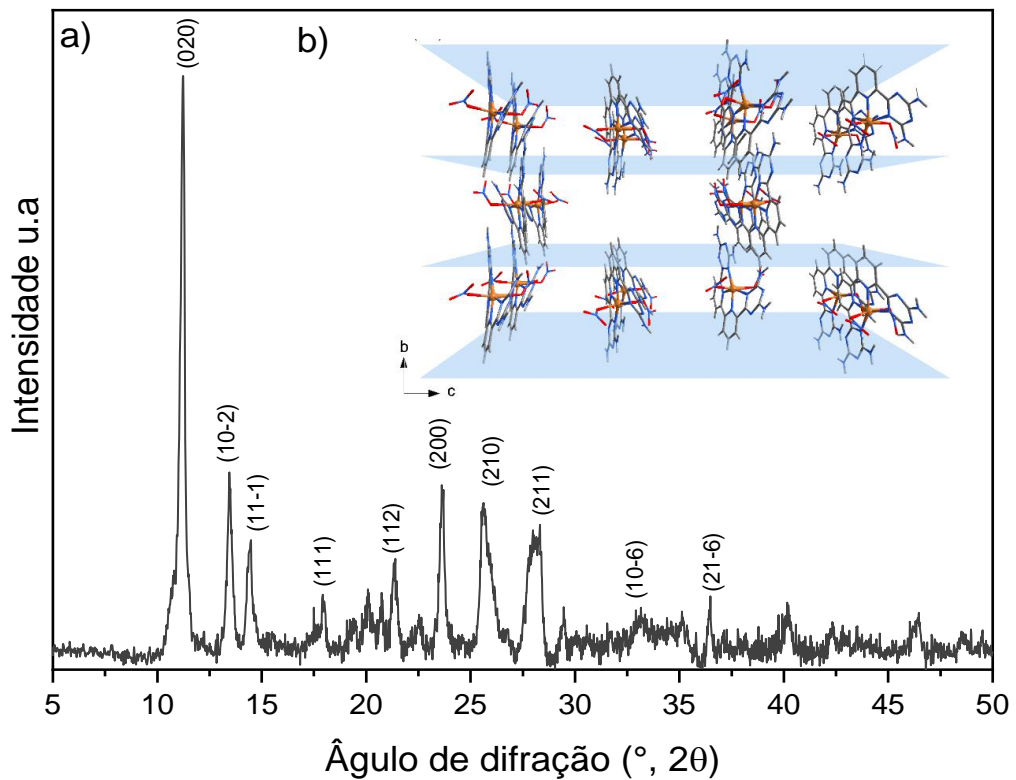 a)
b)
(020)
(10-2)
(11-1)
(111)
(112)
(200)
(210)
(211)
(10-6)
(21-6)
b
c
Intensidade u.a
5 10 15 20 25 30 35 40 45 50
Âgulo de difração (°, 2θ)